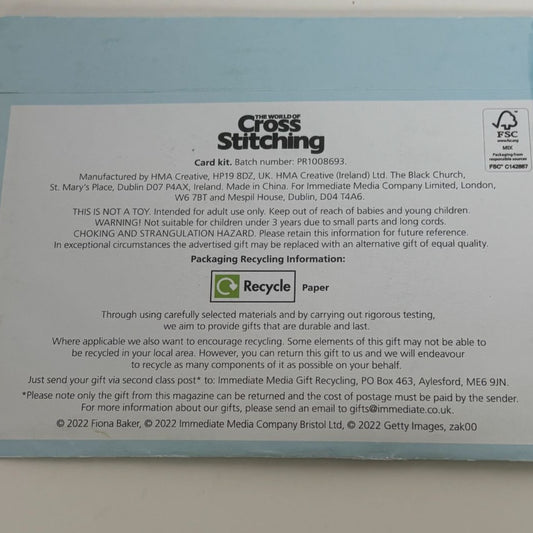 THE WORLD OF
Cross
Stitching
FSC
www.fsc.org
MIX
Packaging from
responsible sources
FSC® C142867
Card kit. Batch number: PR1008693.
Manufactured by HMA Creative, HP19 8DZ, UK. HMA Creative (Ireland) Ltd. The Black Church,
St. Mary's Place, Dublin D07 P4AX, Ireland. Made in China. For Immediate Media Company Limited, London,
W6 7BT and Mespil House, Dublin, D04 T4A6.
THIS IS NOT A TOY. Intended for adult use only. Keep out of reach of babies and young children.
WARNING! Not suitable for children under 3 years due to small parts and long cords.
CHOKING AND STRANGULATION HAZARD. Please retain this information for future reference.
In exceptional circumstances the advertised gift may be replaced with an alternative gift of equal quality.
Packaging Recycling Information:
Recycle Paper
Through using carefully selected materials and by carrying out rigorous testing,
we aim to provide gifts that are durable and last.
Where applicable we also want to encourage recycling. Some elements of this gift may not be able to
be recycled in your local area. However, you can return this gift to us and we will endeavour
to recycle as many components of it as possible on your behalf.
Just send your gift via second class post* to: Immediate Media Gift Recycling, PO Box 463, Aylesford, ME6 9JN.
*Please note only the gift from this magazine can be returned and the cost of postage must be paid by the sender.
For more information about our gifts, please send an email to gifts@immediate.co.uk.
© 2022 Fiona Baker, © 2022 Immediate Media Company Bristol Ltd, © 2022 Getty Images, zak00